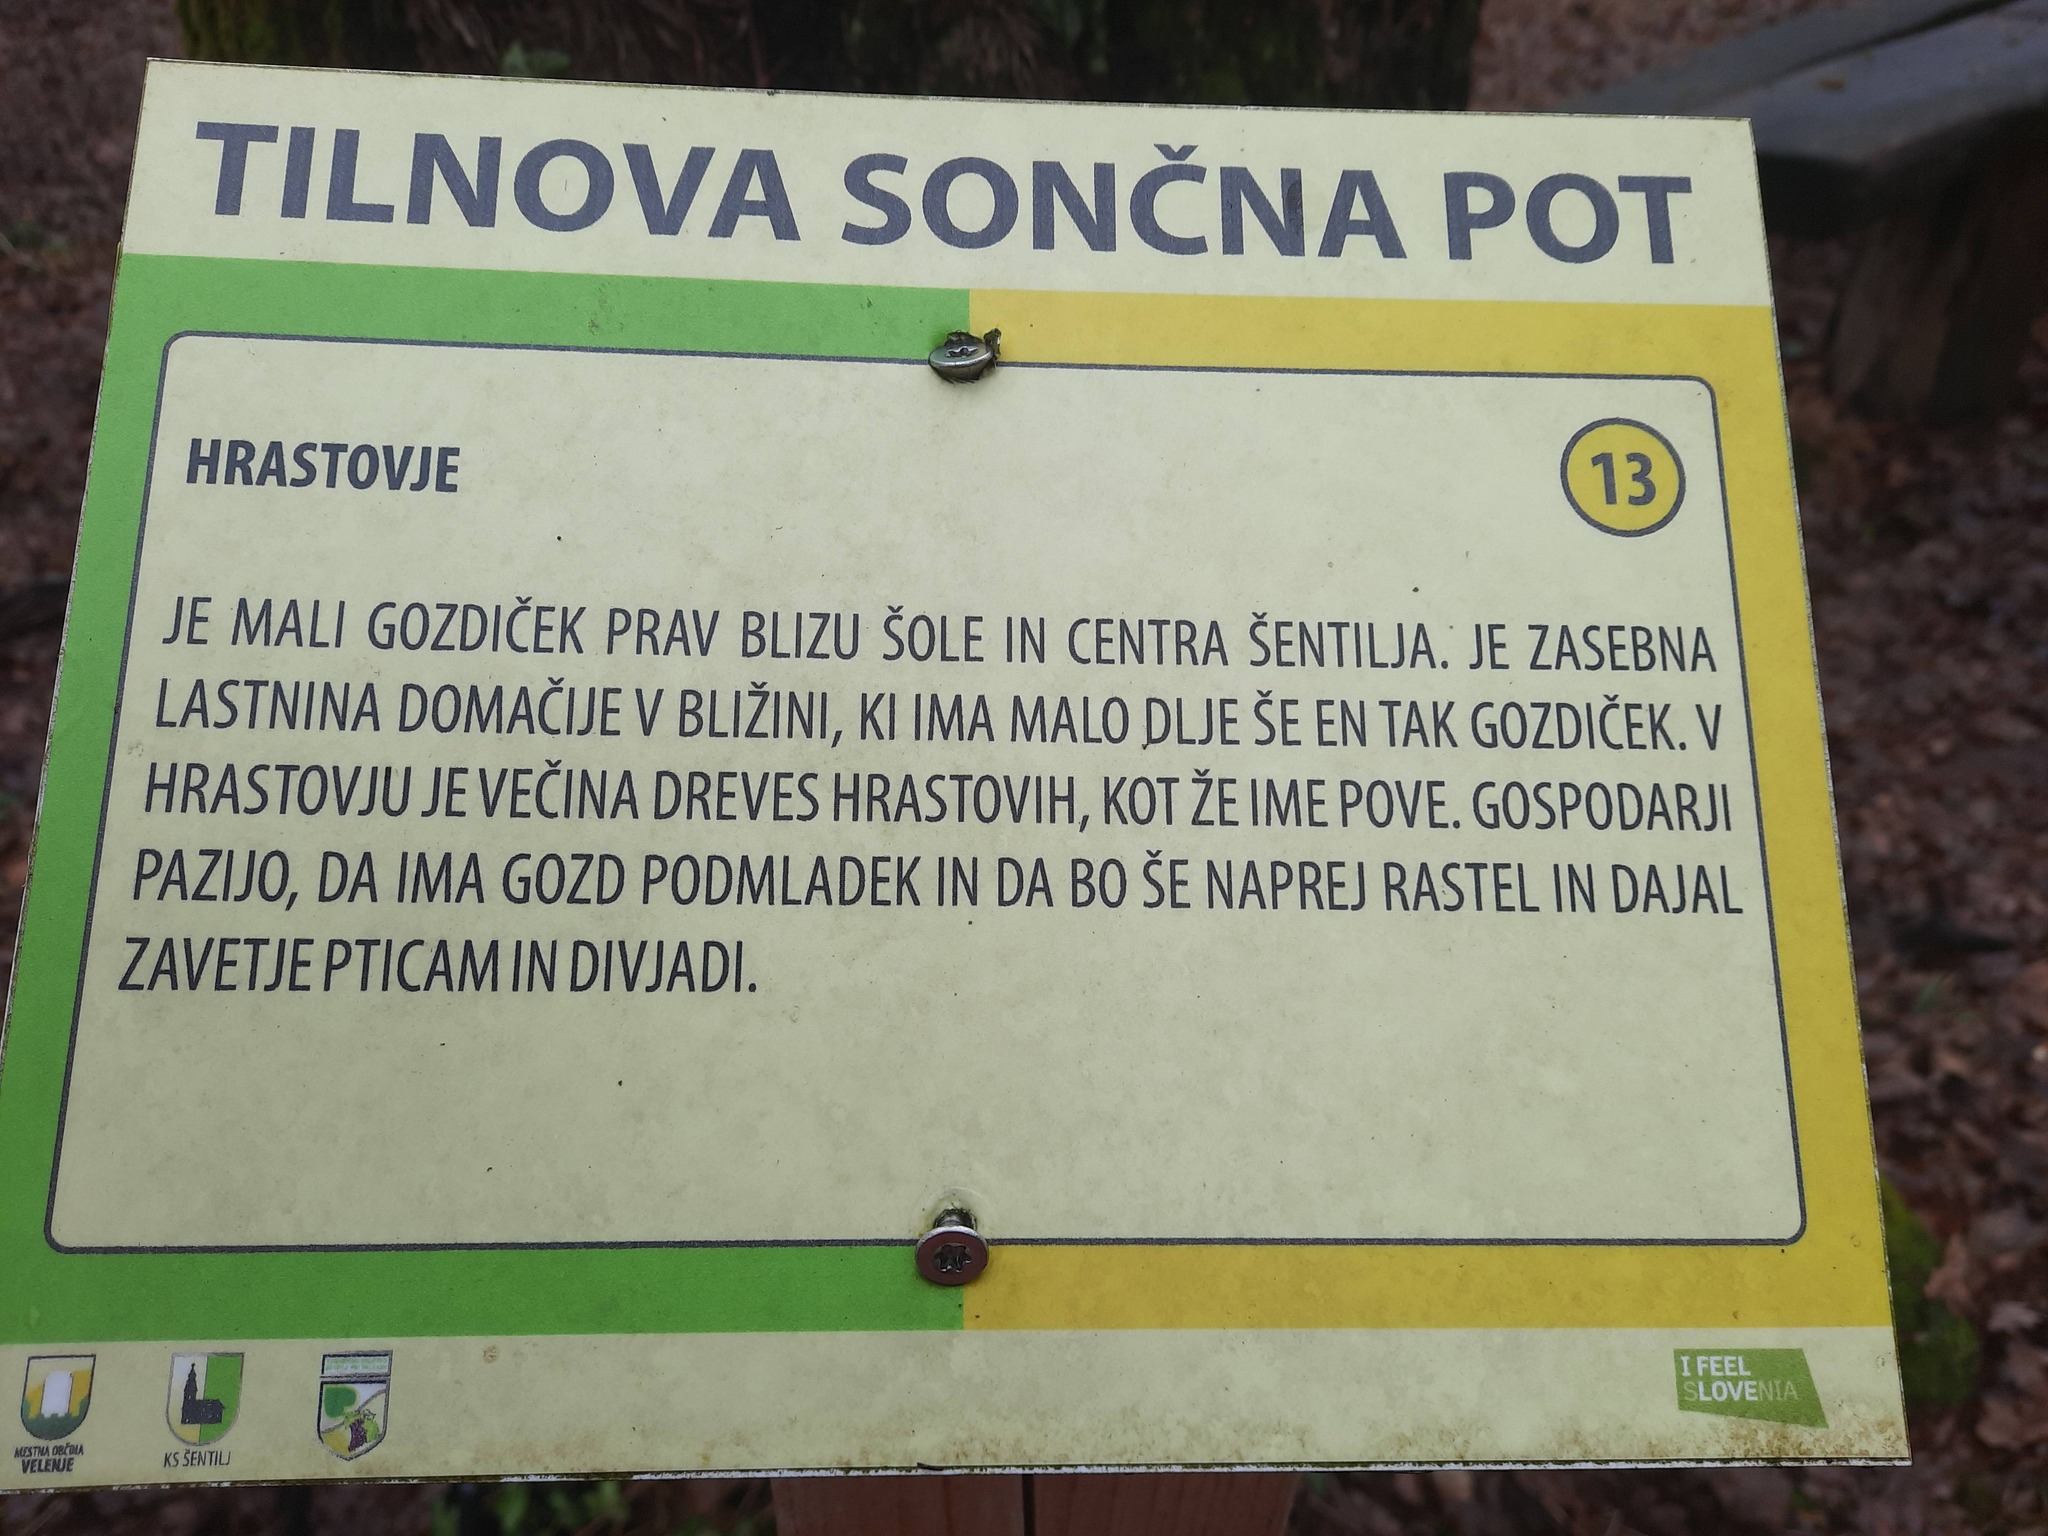 TILNOVA SONČNA POT
HRASTOVJE
13
JE MALI GOZDIČEK PRAV BLIZU ŠOLE IN CENTRA ŠENTILJA. JE ZASEBNA
LASTNINA DOMAČIJE V BLIŽINI, KI IMA MALO DLJE ŠE EN TAK GOZDIČEK. V
HRASTOVJU JE VEČINA DREVES HRASTOVIH, KOT ŽE IME POVE. GOSPODARJI
PAZIJO, DA IMA GOZD PODMLADEK IN DA BO ŠE NAPREJ RASTEL IN DAJAL
ZAVETJE PTICAM IN DIVJADI.
MESTNA OBČINA
VELENJE
KS ŠENTILJ
I FEEL
SLOVENIA